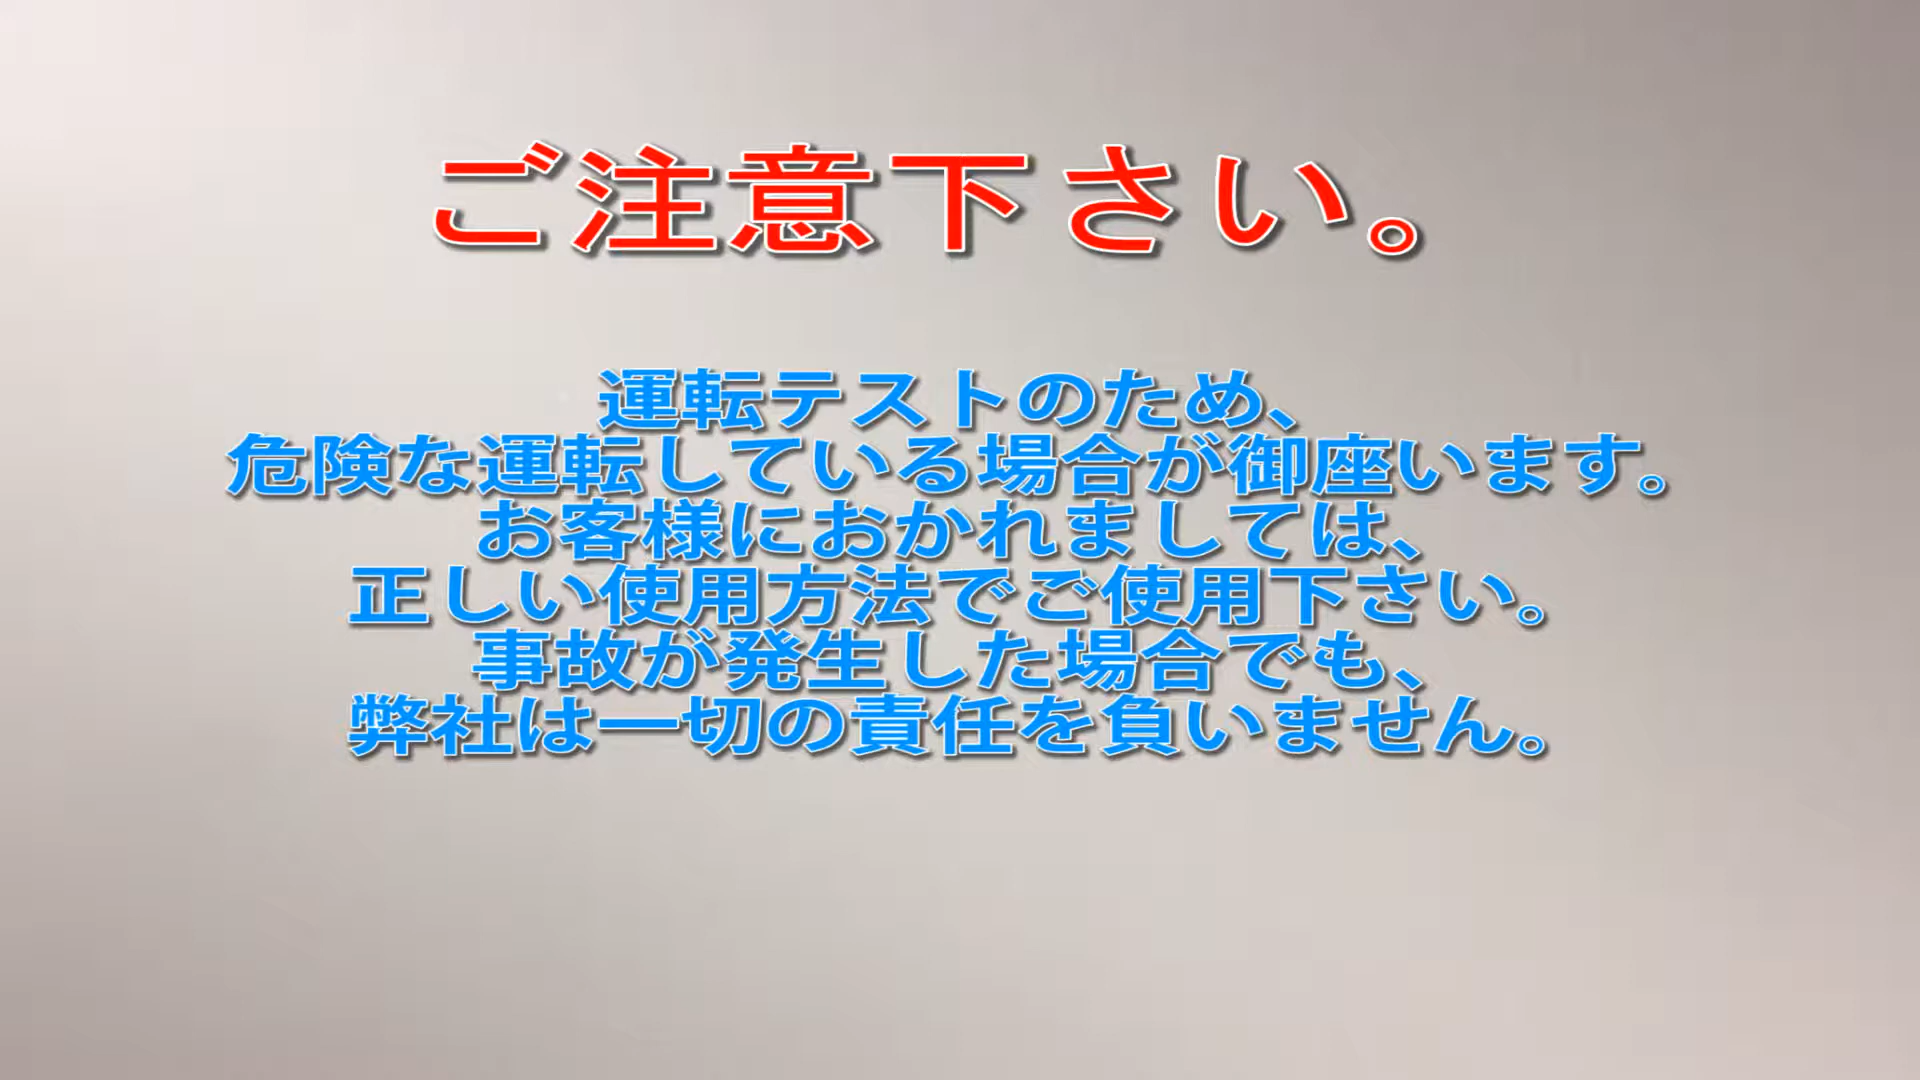 ご注意下さい。
運転テストのため、
危険な運転している場合が御座います。
お客様におかれましては、
正しい使用方法でご使用下さい。
事故が発生した場合でも、
弊社は一切の責任を負いません。